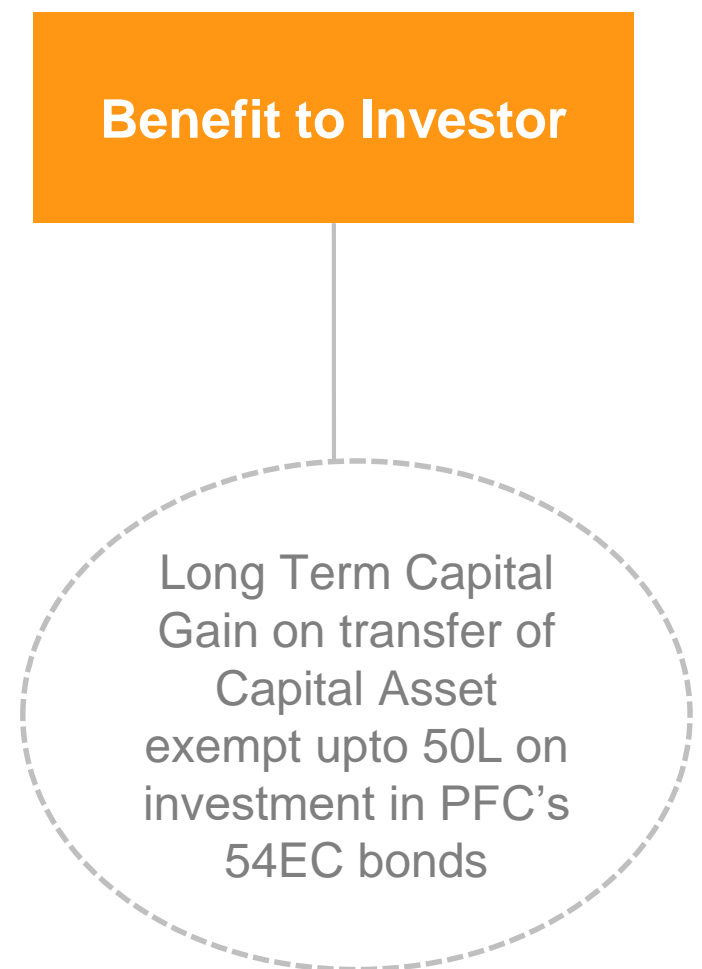 Benefit to Investor
Long Term Capital
Gain on transfer of
Capital Asset
exempt upto 50L on
investment in PFC’s
54EC bonds